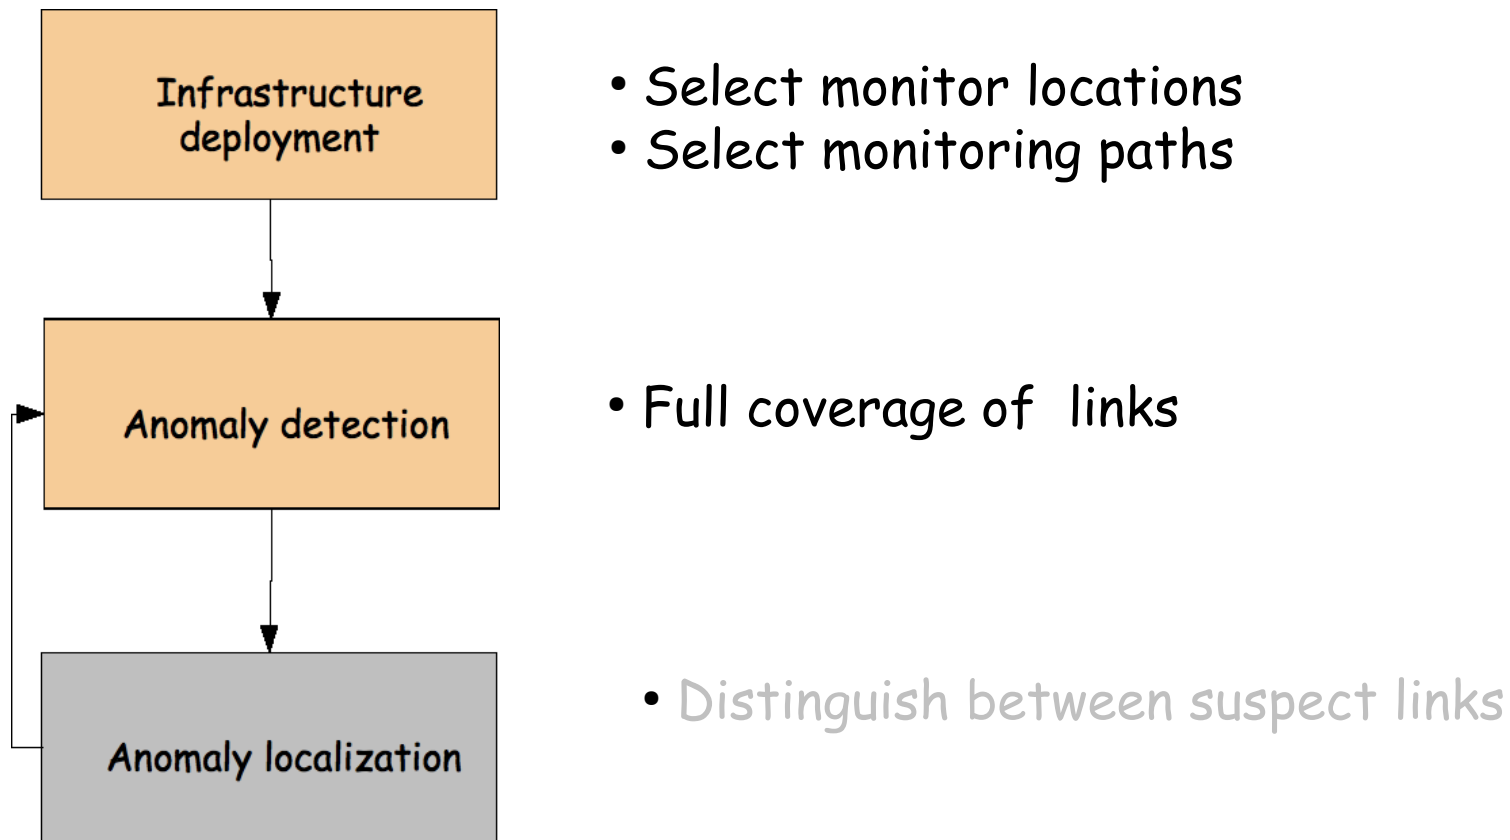 Infrastructure
deployment
• Select monitor locations
• Select monitoring paths
Anomaly detection
• Full coverage of links
Anomaly localization
• Distinguish between suspect links